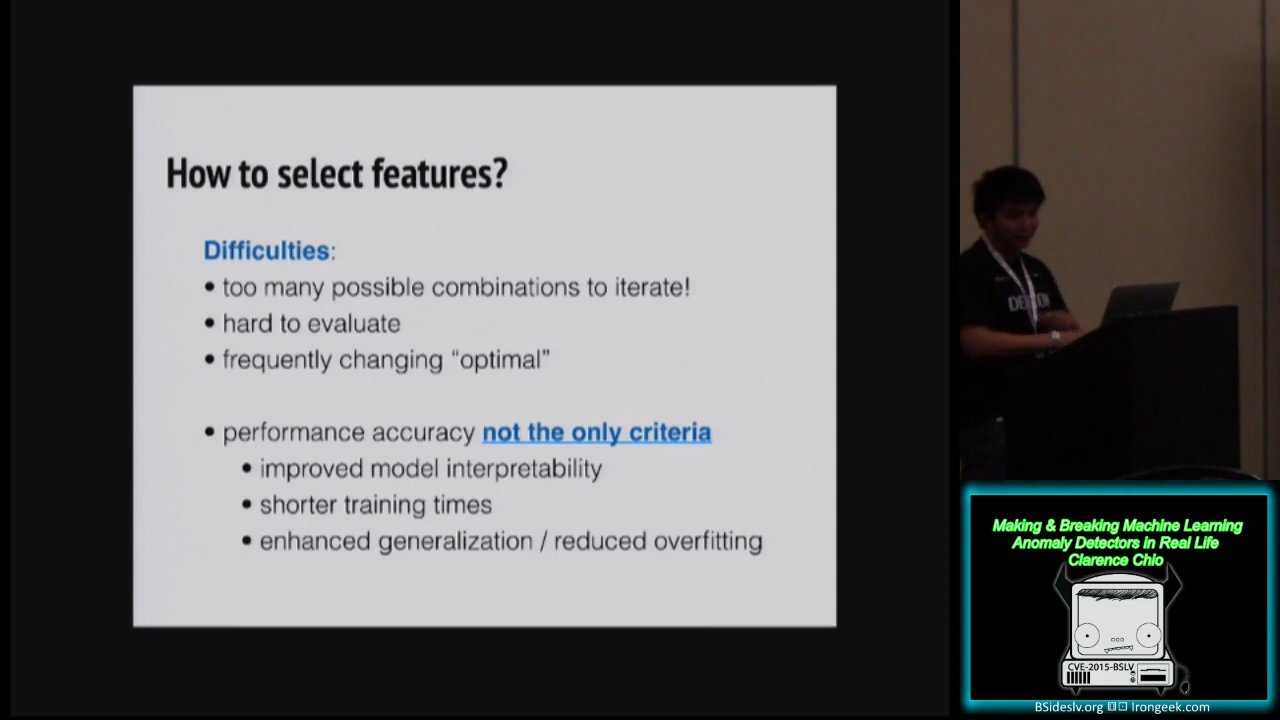 How to select features?
Difficulties:
• too many possible combinations to iterate!
• hard to evaluate
• frequently changing “optimal”
• performance accuracy not the only criteria
• improved model interpretability
• shorter training times
• enhanced generalization / reduced overfitting
Making & Breaking Machine Learning
Anomaly Detectors in Real Life
Clarence Chio
CVE-2015-BSLV
BSideslv.org Irongeek.com